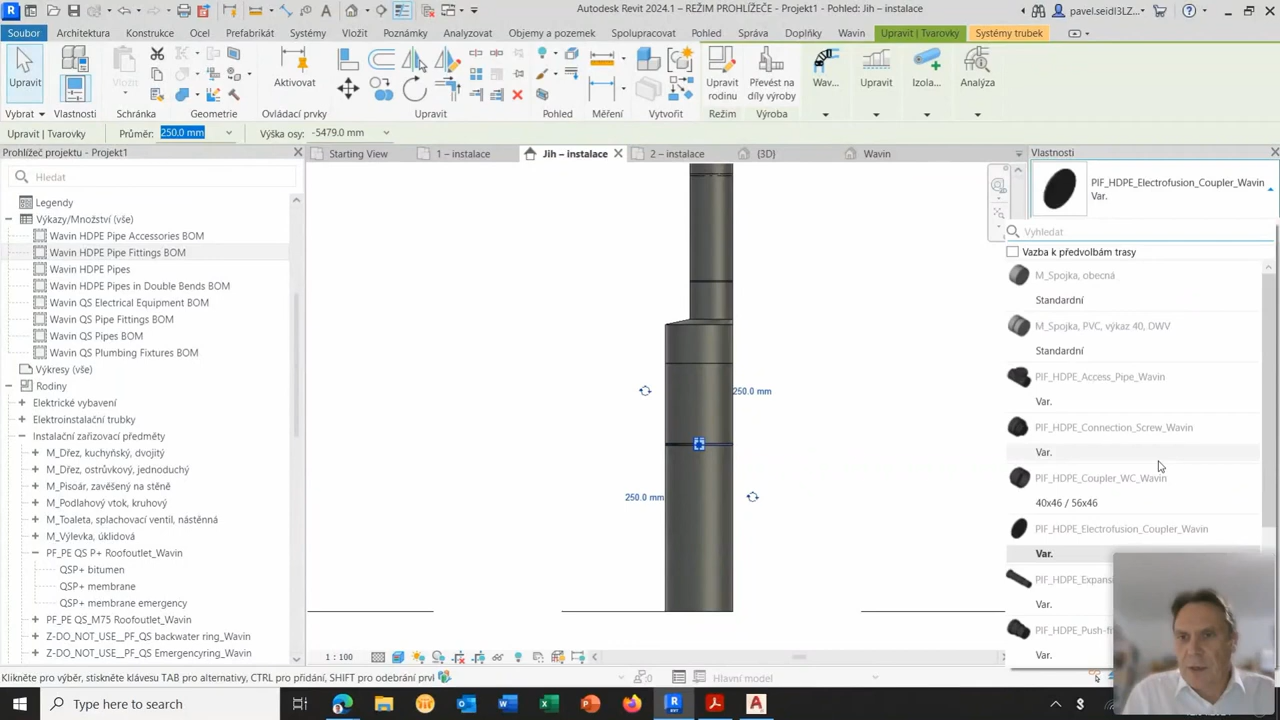 Autodesk Revit 2024.1 – REŽIM PROHLÍŽEČE - Projekt1 - Pohled: Jih – instalace
pavel.seidl3LZ...
Soubor Architektura Konstrukce Ocel Prefabrikát Systémy Vložit Poznámky Analyzovat Objemy a pozemek Spolupracovat Pohled Správa Doplňky Wavin Upravit | Tvarovky Systémy trubek
Upravit Vlastnosti Vložit Aktivovat Upravit rodinu Převést na díly výroby Wav... Upravit Izola... Analýza
Vybrat Schránka Geometrie Ovládací prvky Upravit Pohled Měření Vytvořit Režim Výroba
Upravit | Tvarovky Průměr: 250.0 mm Výška osy: -5479.0 mm
Prohlížeč projektu - Projekt1
Starting View 1 – instalace Jih – instalace 2 – instalace (3D) Wavin
Hledat
Legendy
Výkazy/Množství (vše)
Wavin HDPE Pipe Accessories BOM
Wavin HDPE Pipe Fittings BOM
Wavin HDPE Pipes
Wavin HDPE Pipes in Double Bends BOM
Wavin QS Electrical Equipment BOM
Wavin QS Pipe Fittings BOM
Wavin QS Pipes BOM
Wavin QS Plumbing Fixtures BOM
Výkresy (vše)
Rodiny
Elektrické vybavení
Elektroinstalační trubky
Instalační zařizovací předměty
M_Dřez, kuchyňský, dvojitý
M_Dřez, ostrůvkový, jednoduchý
M_Pisoár, zavěšený na stěně
M_Podlahový vtok, kruhový
M_Toaleta, splachovací ventil, nástěnná
M_Výlevka, úklidová
PF_PE QS P+ Roofoutlet_Wavin
QSP+ bitumen
QSP+ membrane
QSP+ membrane emergency
PF_QS_M75 Roofoutlet_Wavin
Z-DO_NOT_USE__PF_QS backwater ring_Wavin
Z-DO_NOT_USE__PF_QS Emergencyring_Wavin
250.0 mm
250.0 mm
1 : 100
Vlastnosti
PIF_HDPE_Electrofusion_Coupler_Wavin
Var.
Vyhledat
Vazba k předvolbám trasy
M_Spojka, obecná
Standardní
M_Spojka, PVC, výkaz 40, DWV
Standardní
PIF_HDPE_Access_Pipe_Wavin
Var.
PIF_HDPE_Connection_Screw_Wavin
Var.
PIF_HDPE_Coupler_WC_Wavin
40x46 / 56x46
PIF_HDPE_Electrofusion_Coupler_Wavin
Var.
PIF_HDPE_Expans
Var.
PIF_HDPE_Push-fi
Var.
Klikněte pro výběr, stiskněte klávesu TAB pro alternativy, CTRL pro přidání, SHIFT pro odebrání prvi
:0
Hlavní model
Type here to search